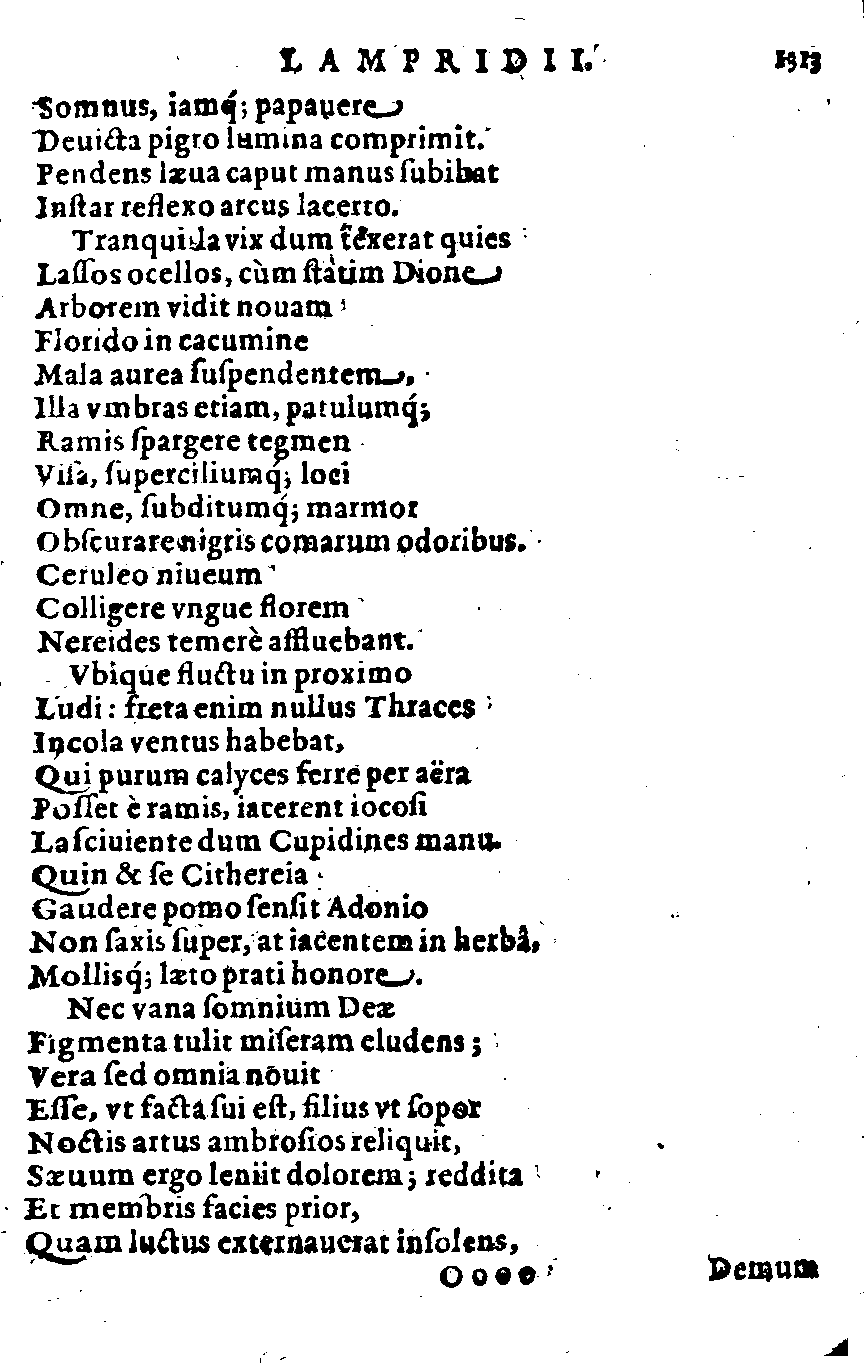 LAMPRIDII. 1313
Somnus, iamq́; papauere
Deuicta pigro lumina comprimit.
Pendens læua caput manus ſubibat
Inſtar reflexo arcus lacerto.
Tranquilla vix dum texerat quies
Laſſos ocellos, cùm ſtatim Dione
Arborem vidit nouam
Florido in cacumine
Mala aurea ſuſpendentem,
Illa vmbras etiam, patulumq́;
Ramis ſpargere tegmen
Viſa, ſuperciliumq́; loci
Omne, ſubditumq́; marmor
Obſcurare nigris comarum odoribus.
Ceruleo niueum
Colligere vngue florem
Nereides temerè affluebant.
Vbique fluctu in proximo
Ludi: freta enim nullus Thraces
Incola ventus habebat,
Qui purum calyces ferre per aëra
Poſſet è ramis, iacerent iocoſi
Laſciuiente dum Cupidines manu.
Quin & ſe Cithereia
Gaudere pomo ſenſit Adonio
Non ſaxis ſuper, at iacentem in herbâ,
Mollisq́; læto prati honore.
Nec vana ſomnium Deæ
Figmenta tulit miſeram eludens;
Vera ſed omnia nouit
Eſſe, vt facta ſui eſt, filius vt ſopor
Noctis artus ambroſios reliquit,
Sæuum ergo leniit dolorem; reddita
Et membris facies prior,
Quam luctus externauerat inſolens,
Oooo Demum